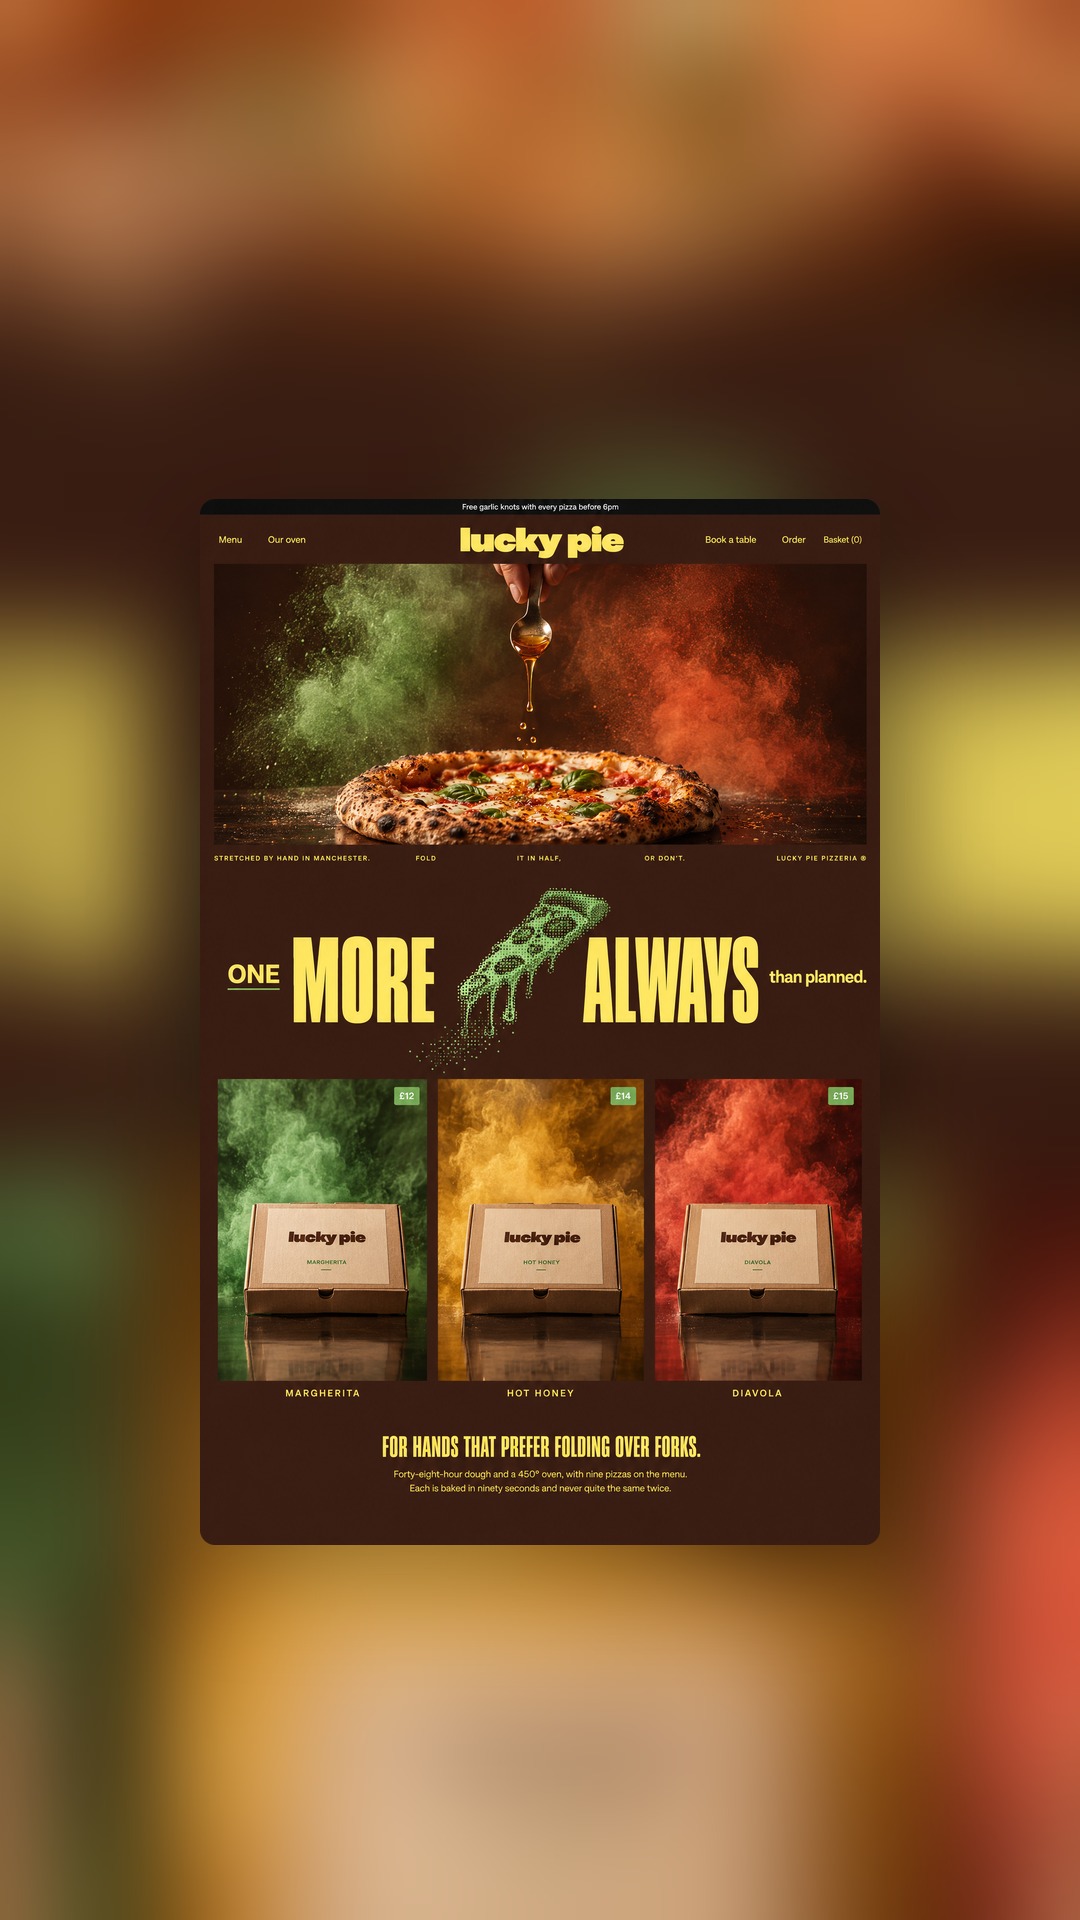 Free garlic knots with every pizza before 6pm
Menu Our oven lucky pie Book a table Order Basket (0)
STRETCHED BY HAND IN MANCHESTER. FOLD IT IN HALF, OR DON'T. LUCKY PIE PIZZERIA ®
ONE MORE ALWAYS than planned.
£12
lucky pie
MARGHERITA
£14
lucky pie
HOT HONEY
£15
lucky pie
DIAVOLA
MARGHERITA HOT HONEY DIAVOLA
FOR HANDS THAT PREFER FOLDING OVER FORKS.
Forty-eight-hour dough and a 450° oven, with nine pizzas on the menu.
Each is baked in ninety seconds and never quite the same twice.